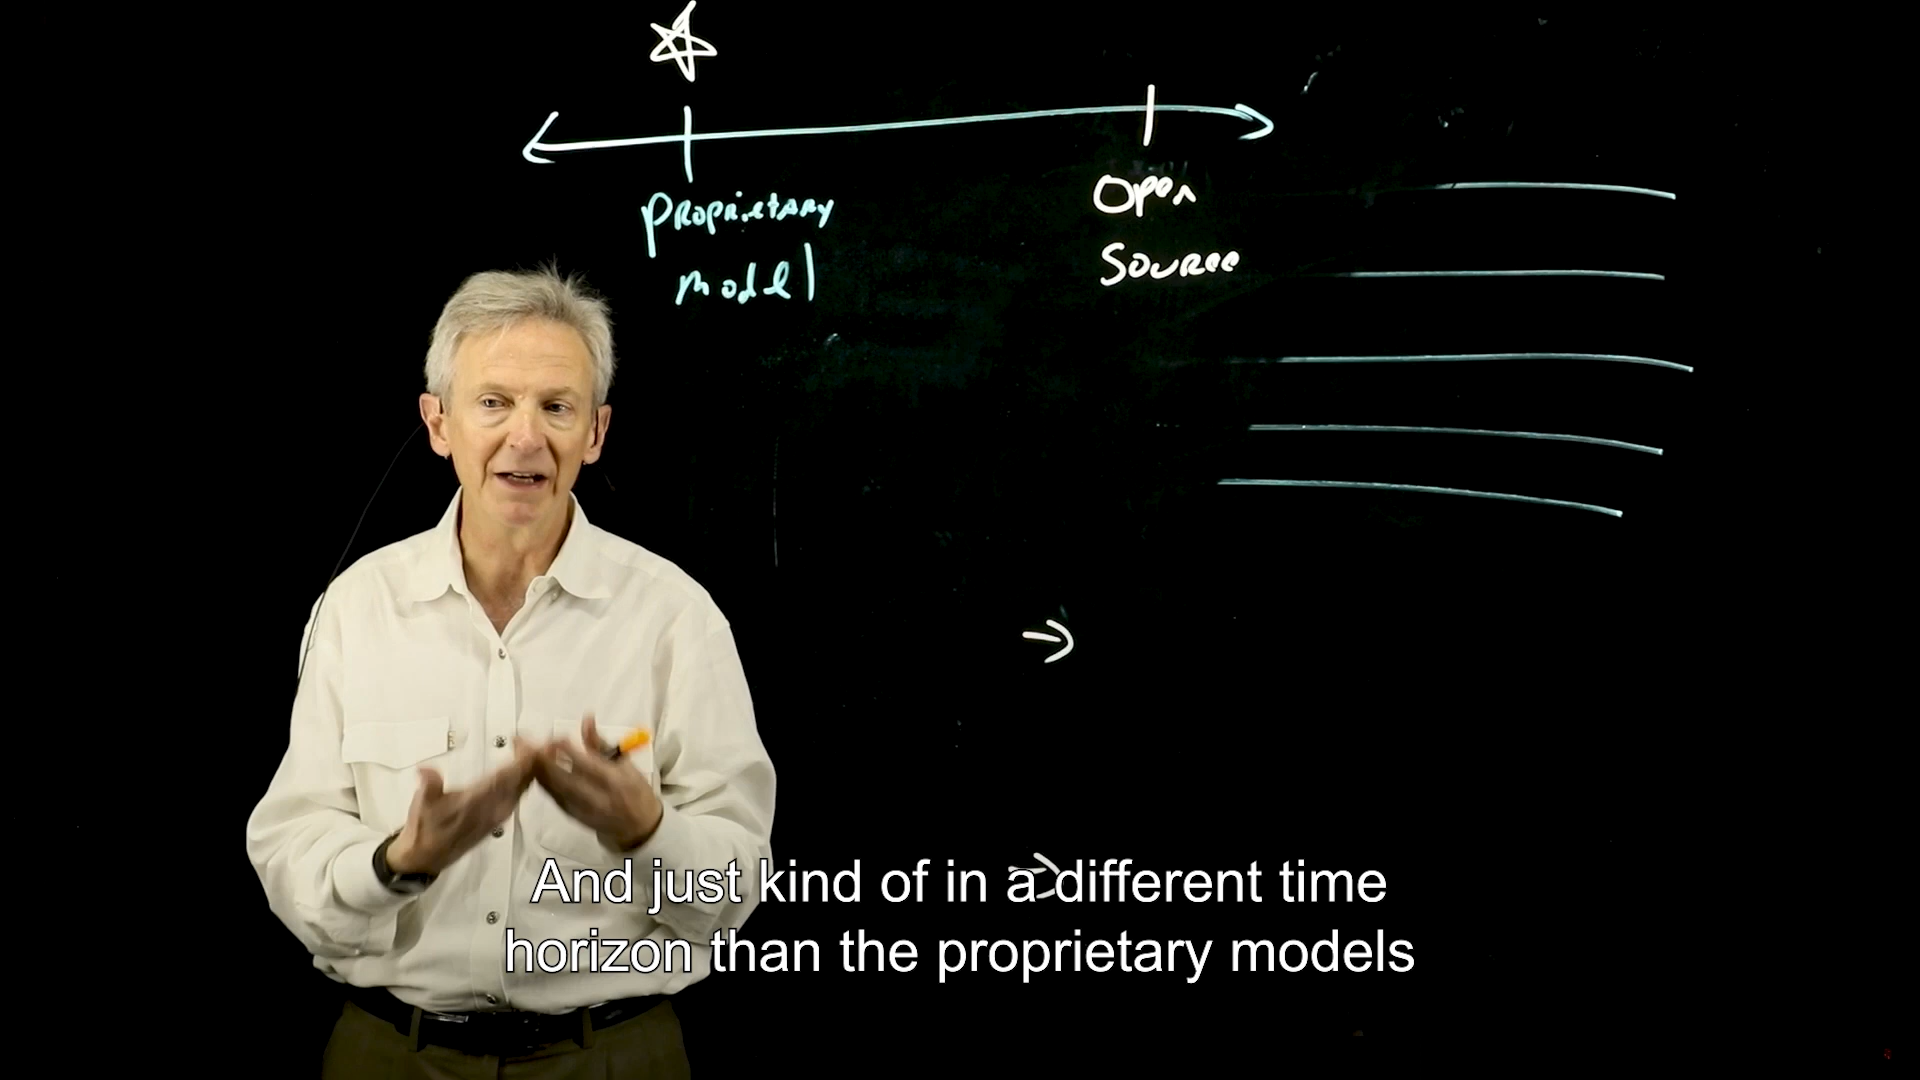 PROPRIETARY
Model
Open
Source
And just kind of in a different time
horizon than the proprietary models